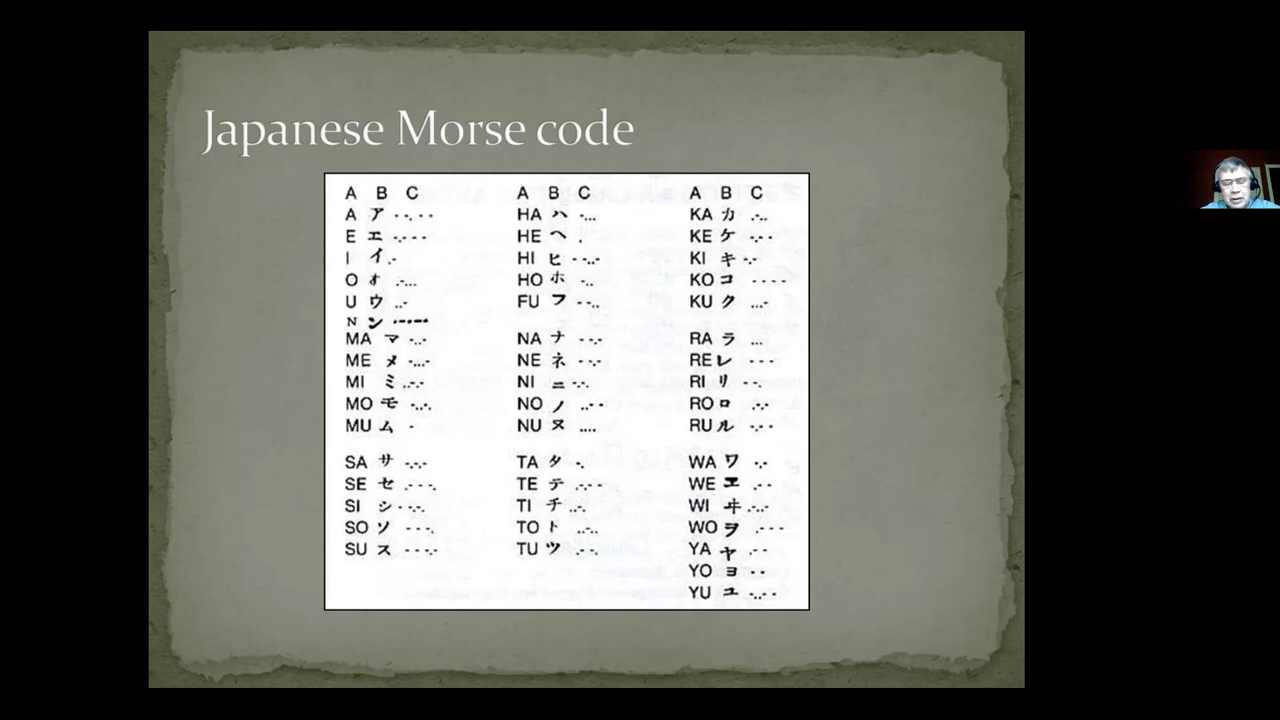 Japanese Morse code
A B C A B C A B C
A ア --.-- HA ハ -... KA カ .-..
E エ -.--- HE ヘ . KE ケ -.--
I イ .- HI ヒ --..- KI キ
O オ .-... HO ホ -.. KO コ ----
U ウ ..- FU フ --.. KU ク ...-
N ン
MA マ -..- NA ナ RA ラ ...
ME メ -...- NE ネ --.- RE レ ---
MI ミ ..-.- NI ニ RI リ
MO モ -..-. NO ノ ..-- RO ロ .-.-
MU ム - NU ヌ .... RU ル
SA サ -.-.- TA タ -. WA ワ -.-
SE セ .---. TE テ .-.-- WE ヱ
SI シ --.-. TI チ ..-. WI ヰ .-..-
SO ソ ---. TO ト WO ヲ .---
SU ス ---.- TU ツ .--. YA ヤ .--
YO ヨ --
YU ユ -..--